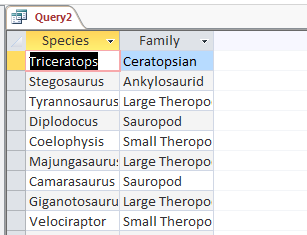 Query2
Species Family
Triceratops Ceratopsian
Stegosaurus Ankylosaurid
Tyrannosaurus Large Theropo
Diplodocus Sauropod
Coelophysis Small Theropo
Majungasaurus Large Theropo
Camarasaurus Sauropod
Giganotosauru Large Theropo
Velociraptor Small Theropo